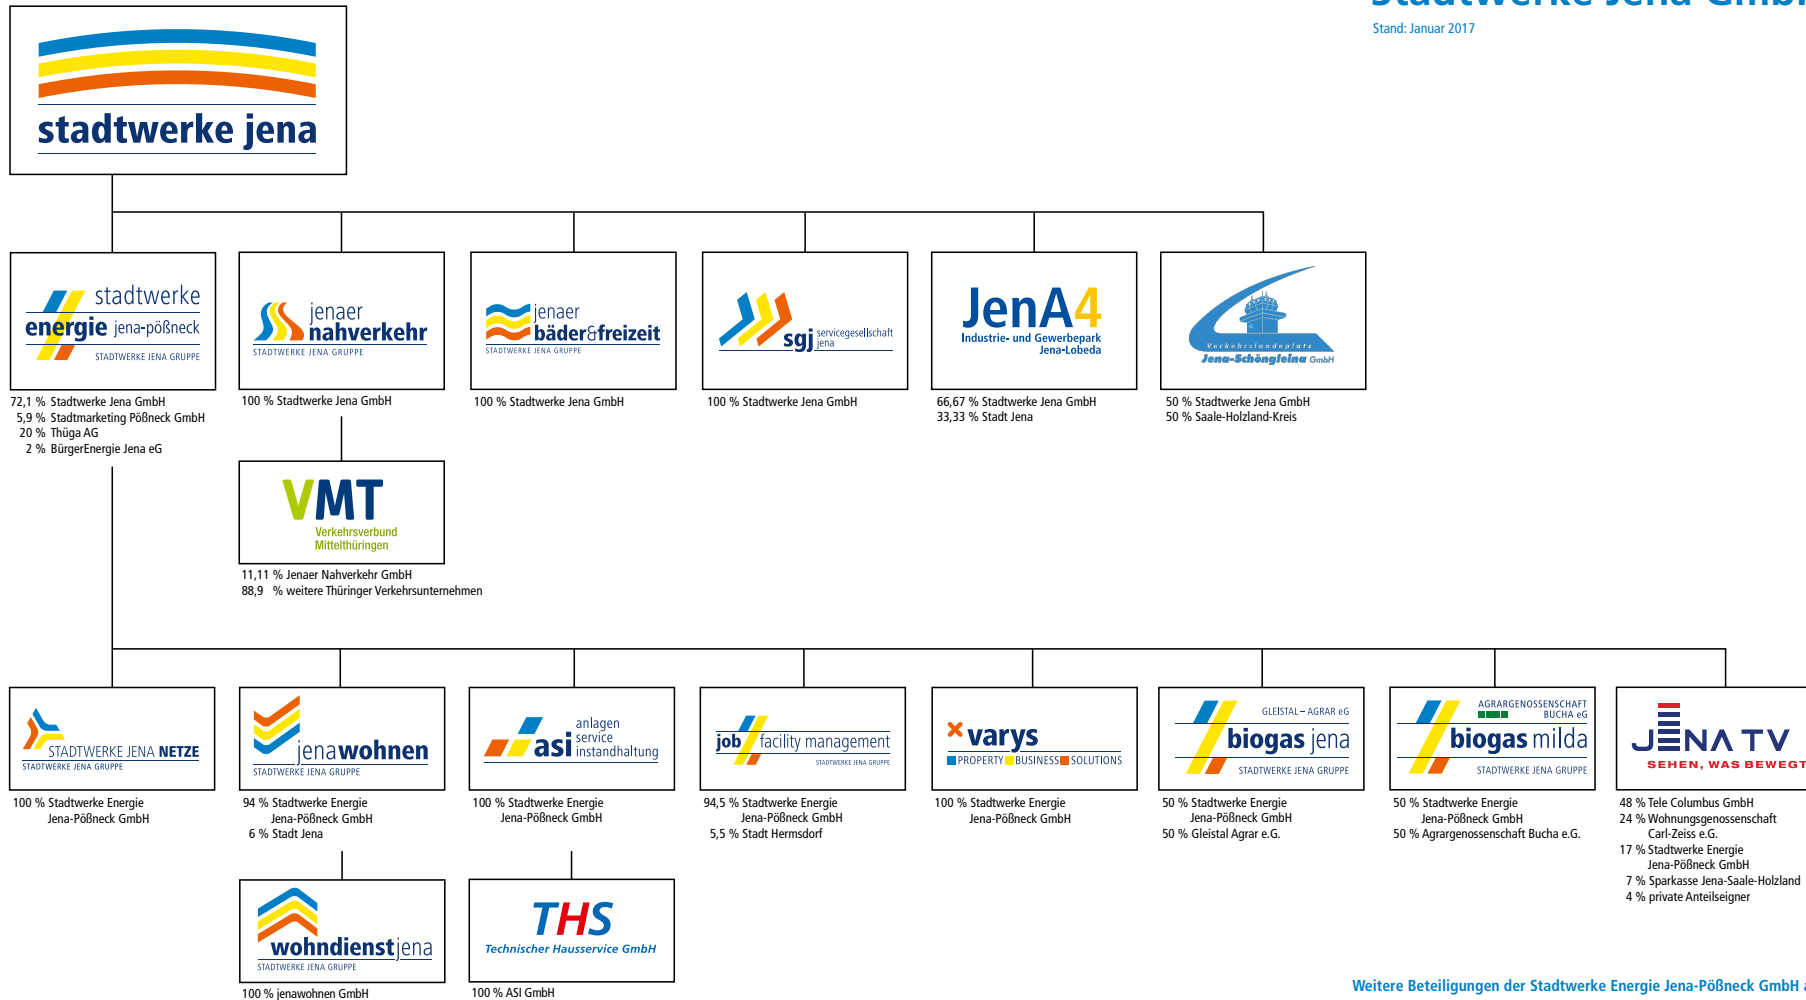 Stadtwerke Jena GmbH
Stand: Januar 2017
stadtwerke jena
stadtwerke
energie jena-pößneck
STADTWERKE JENA GRUPPE
72,1 % Stadtwerke Jena GmbH
5,9 % Stadtmarketing Pößneck GmbH
20 % Thüga AG
2 % BürgerEnergie Jena eG
jenaer
nahverkehr
STADTWERKE JENA GRUPPE
100 % Stadtwerke Jena GmbH
jenaer
bäder&freizeit
STADTWERKE JENA GRUPPE
100 % Stadtwerke Jena GmbH
sgj servicegesellschaft
jena
100 % Stadtwerke Jena GmbH
JenA4
Industrie- und Gewerbepark
Jena-Lobeda
66,67 % Stadtwerke Jena GmbH
33,33 % Stadt Jena
Verkehrslandeplatz
Jena-Schöngleina GmbH
50 % Stadtwerke Jena GmbH
50 % Saale-Holzland-Kreis
VMT
Verkehrsverbund
Mittelthüringen
11,11 % Jenaer Nahverkehr GmbH
88,9 % weitere Thüringer Verkehrsunternehmen
STADTWERKE JENA NETZE
STADTWERKE JENA GRUPPE
100 % Stadtwerke Energie
Jena-Pößneck GmbH
jenawohnen
STADTWERKE JENA GRUPPE
94 % Stadtwerke Energie
Jena-Pößneck GmbH
6 % Stadt Jena
asi anlagen
service
instandhaltung
100 % Stadtwerke Energie
Jena-Pößneck GmbH
job facility management
STADTWERKE JENA GRUPPE
94,5 % Stadtwerke Energie
Jena-Pößneck GmbH
5,5 % Stadt Hermsdorf
varys
PROPERTY BUSINESS SOLUTIONS
100 % Stadtwerke Energie
Jena-Pößneck GmbH
GLEISTAL – AGRAR eG
biogas jena
STADTWERKE JENA GRUPPE
50 % Stadtwerke Energie
Jena-Pößneck GmbH
50 % Gleistal Agrar e.G.
AGRARGENOSSENSCHAFT
BUCHA eG
biogas milda
STADTWERKE JENA GRUPPE
50 % Stadtwerke Energie
Jena-Pößneck GmbH
50 % Agrargenossenschaft Bucha e.G.
JENA TV
SEHEN, WAS BEWEGT
48 % Tele Columbus GmbH
24 % Wohnungsgenossenschaft
Carl-Zeiss e.G.
17 % Stadtwerke Energie
Jena-Pößneck GmbH
7 % Sparkasse Jena-Saale-Holzland
4 % private Anteilseigner
wohndienstjena
STADTWERKE JENA GRUPPE
100 % jenawohnen GmbH
THS
Technischer Hausservice GmbH
100 % ASI GmbH
Weitere Beteiligungen der Stadtwerke Energie Jena-Pößneck GmbH